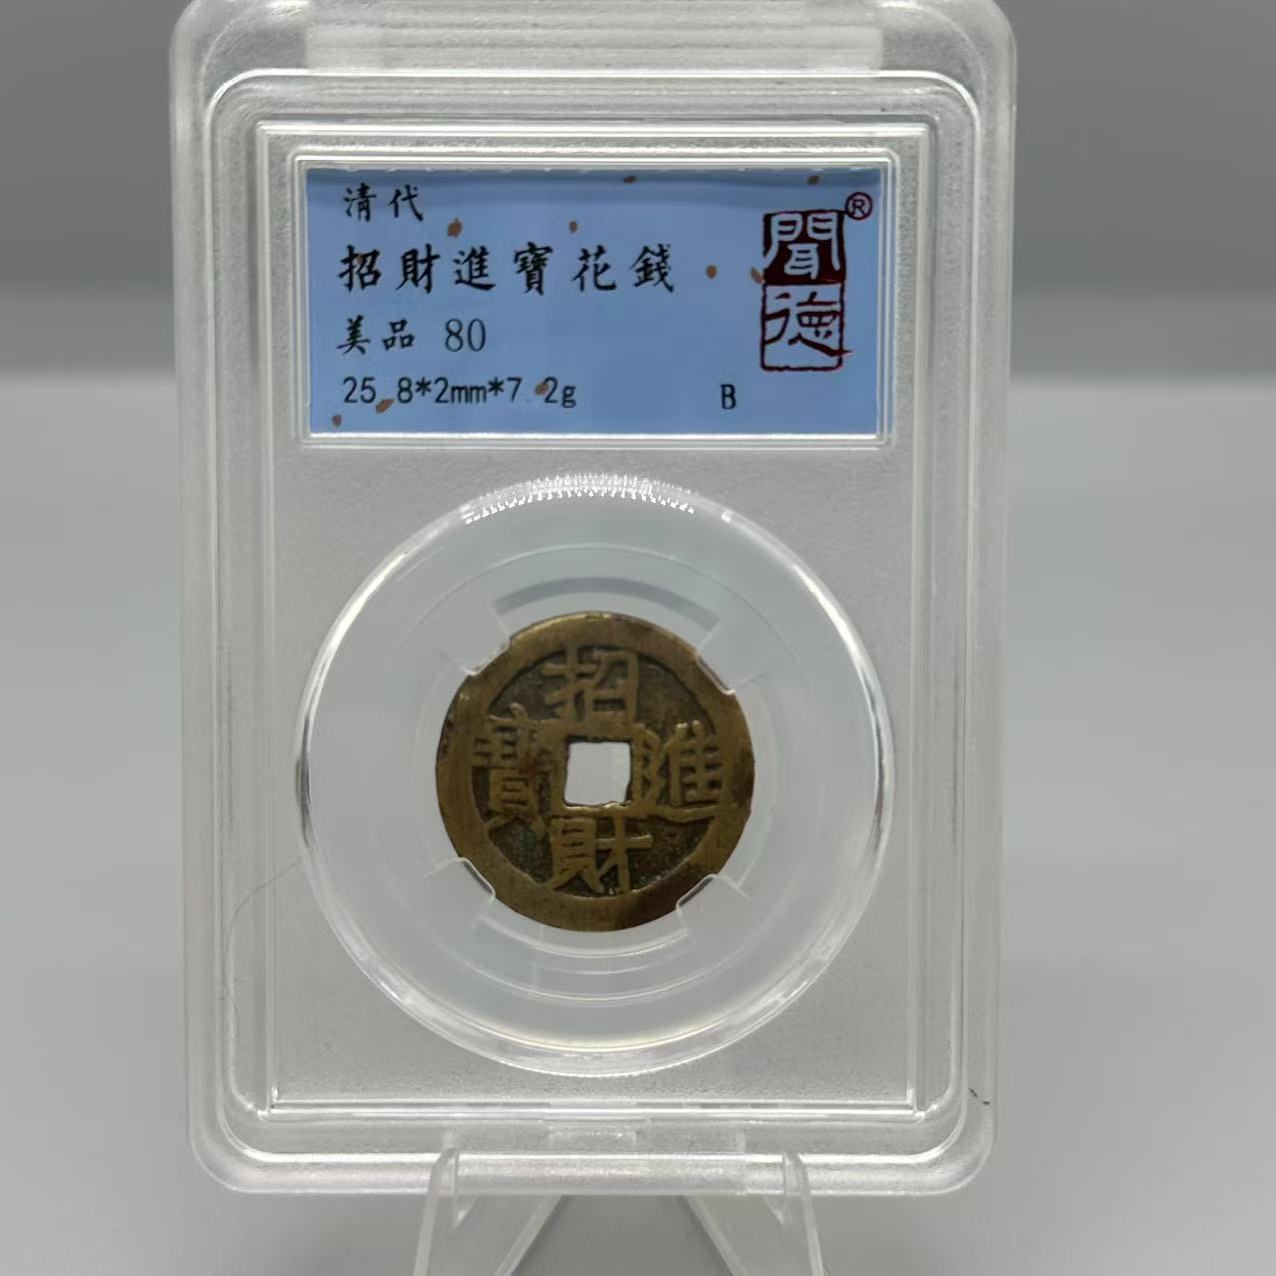 清代
招財進寶花錢
美品 80
25.8*2mm*7.2g B
聞德®
招財進寶